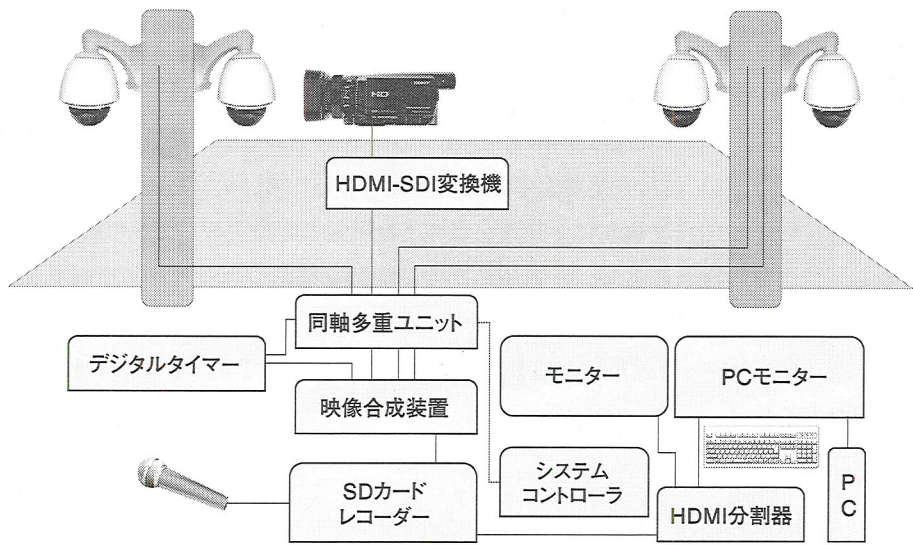 HDMI-SDI変換機
同軸多重ユニット
デジタルタイマー
モニター
PCモニター
映像合成装置
システム
コントローラ
SDカード
レコーダー
HDMI分割器
P
C